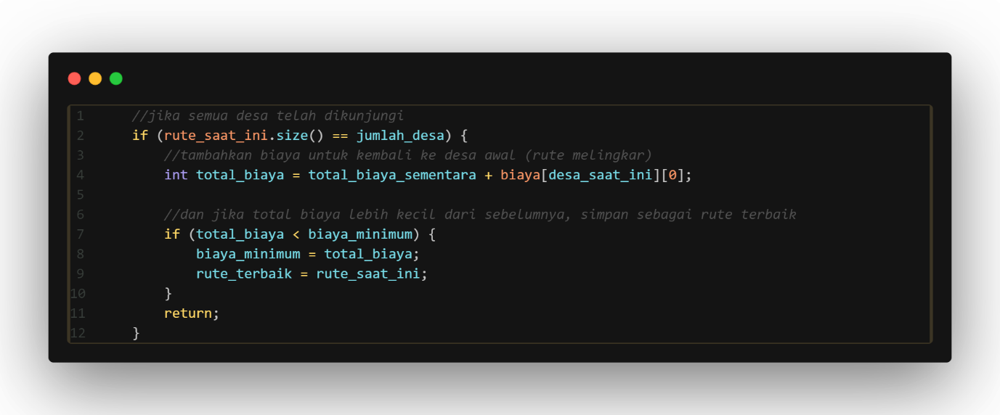 1 //jika semua desa telah dikunjungi
2 if (rute_saat_ini.size() == jumlah_desa) {
3 //tambahkan biaya untuk kembali ke desa awal (rute melingkar)
4 int total_biaya = total_biaya_sementara + biaya[desa_saat_ini][0];
5
6 //dan jika total biaya lebih kecil dari sebelumnya, simpan sebagai rute terbaik
7 if (total_biaya < biaya_minimum) {
8 biaya_minimum = total_biaya;
9 rute_terbaik = rute_saat_ini;
10 }
11 return;
12 }